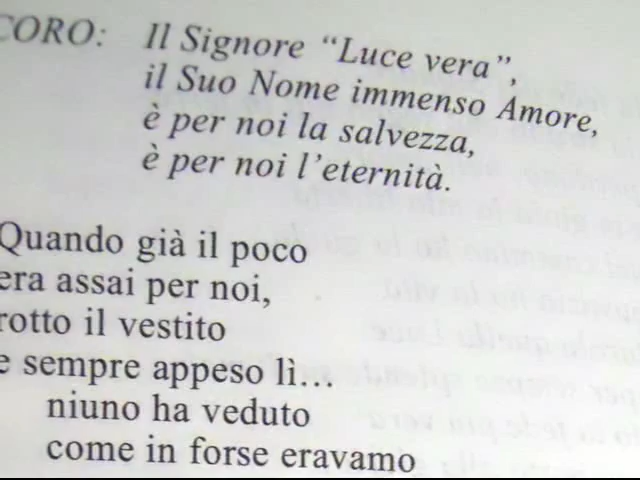 CORO: Il Signore “Luce vera”,
il Suo Nome immenso Amore,
è per noi la salvezza,
è per noi l’eternità.
Quando già il poco
era assai per noi,
rotto il vestito
e sempre appeso lì...
niuno ha veduto
come in forse eravamo